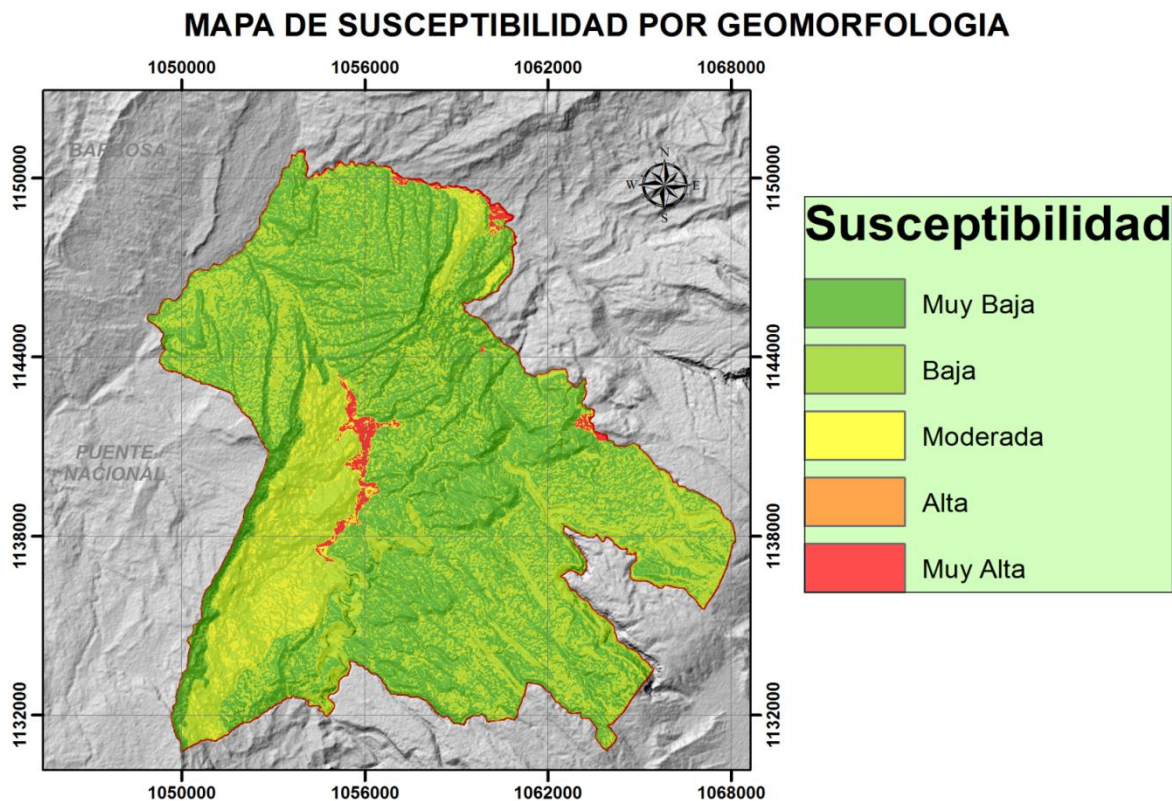 MAPA DE SUSCEPTIBILIDAD POR GEOMORFOLOGIA
1050000 1056000 1062000 1068000
BARBOSA
N
W E
S
1150000 1150000
Susceptibilidad
Muy Baja
1144000 1144000
Baja
Moderada
PUENTE
NACIONAL
Alta
1138000 1138000
Muy Alta
1132000 1132000
1050000 1056000 1062000 1068000